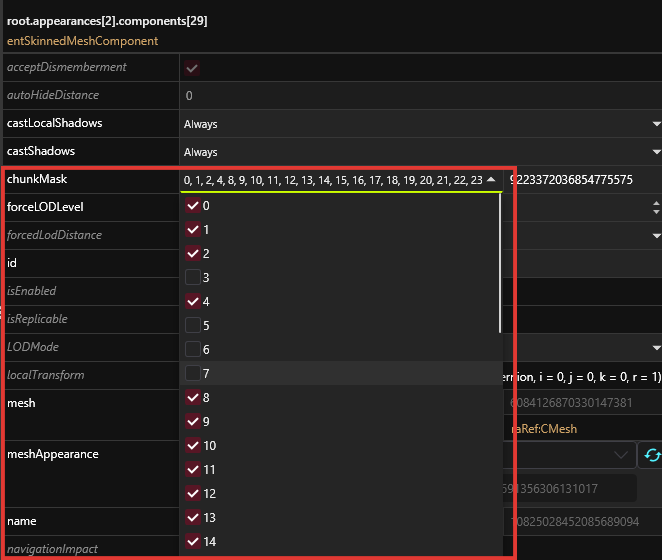 root.appearances[2].components[29]
entSkinnedMeshComponent
acceptDismemberment
autoHideDistance 0
castLocalShadows Always
castShadows Always
chunkMask 0, 1, 2, 4, 8, 9, 10, 11, 12, 13, 14, 15, 16, 17, 18, 19, 20, 21, 22, 23 9223372036854775575
forceLODLevel 0
forcedLodDistance 1
id 2
isEnabled 3
4
isReplicable 5
LODMode 6
localTransform 7 ernion, i = 0, j = 0, k = 0, r = 1)
mesh 8 6084126870330147381
9 raRef:CMesh
meshAppearance 10
11
12 591356306131017
name 13 10825028452085689094
navigationImpact 14